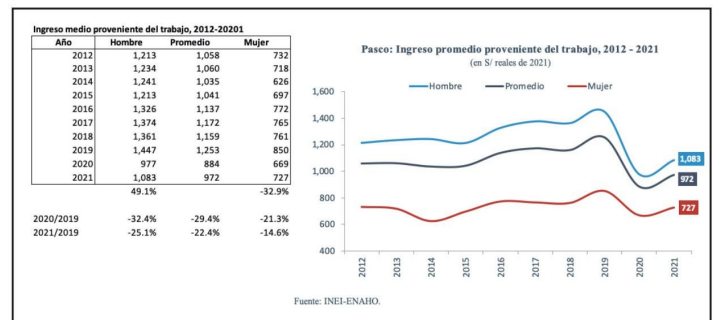 Ingreso medio proveniente del trabajo, 2012-20201
Año Hombre Promedio Mujer
2012 1,213 1,058 732
2013 1,234 1,060 718
2014 1,241 1,035 626
2015 1,213 1,041 697
2016 1,326 1,137 772
2017 1,374 1,172 765
2018 1,361 1,159 761
2019 1,447 1,253 850
2020 977 884 669
2021 1,083 972 727
49.1% -32.9%
2020/2019 -32.4% -29.4% -21.3%
2021/2019 -25.1% -22.4% -14.6%
Pasco: Ingreso promedio proveniente del trabajo, 2012 - 2021
(en S/ reales de 2021)
Hombre Promedio Mujer
1,600
1,400
1,200
1,000
800
600
400
1,083
972
727
2012 2013 2014 2015 2016 2017 2018 2019 2020 2021
Fuente: INEI-ENAHO.